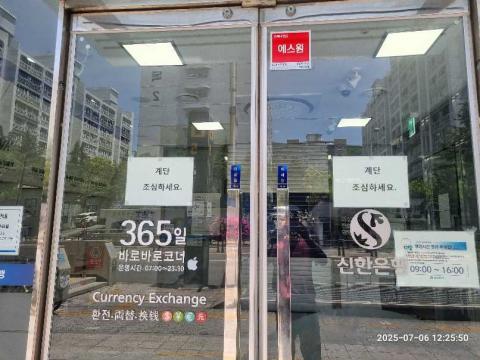 에스원
계단
조심하세요.
계단
조심하세요.
365일
바로바로코너
운영시간: 07:00~23:30
신한은행
09:00 ~ 16:00
Currency Exchange
환전·両替·换钱
2025-07-06 12:25:50